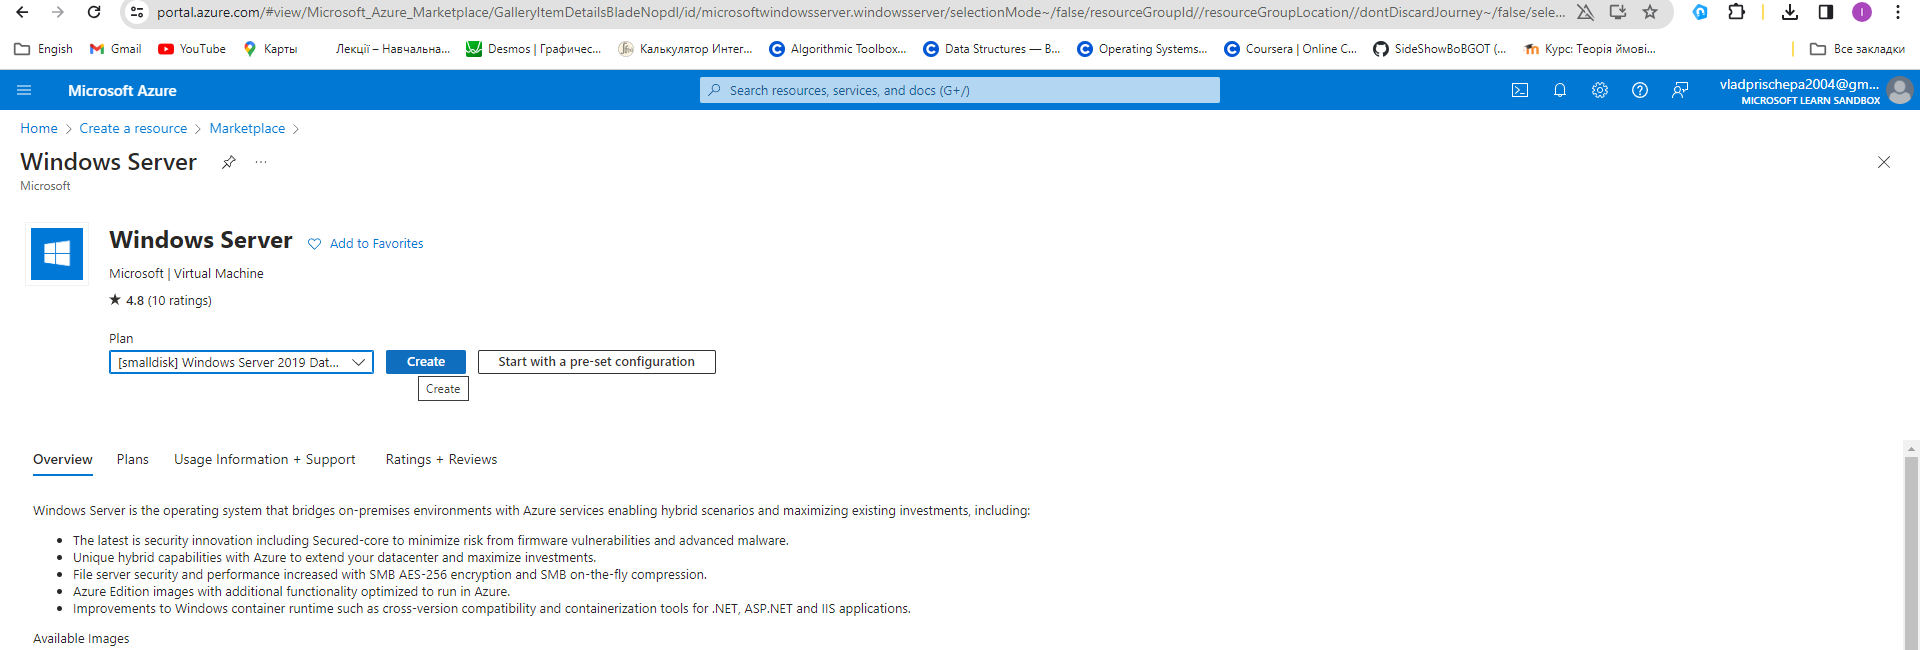 portal.azure.com/#view/Microsoft_Azure_Marketplace/GalleryItemDetailsBladeNopdl/id/microsoftwindowsserver.windowsserver/selectionMode~/false/resourceGroupId//resourceGroupLocation//dontDiscardJourney~/false/sele...
I
Engish Gmail YouTube Карты Лекції – Навчальна... Desmos | Графичес... Калькулятор Интег... Algorithmic Toolbox... Data Structures — B... Operating Systems... Coursera | Online C... SideShowBoBGOT (... Курс: Теорія ймові... Все закладки
Microsoft Azure
Search resources, services, and docs (G+/)
vladprischepa2004@gm...
MICROSOFT LEARN SANDBOX
Home > Create a resource > Marketplace >
Windows Server
Microsoft
Windows Server
Add to Favorites
Microsoft | Virtual Machine
★ 4.8 (10 ratings)
Plan
[smalldisk] Windows Server 2019 Dat... Create Start with a pre-set configuration
Create
Overview Plans Usage Information + Support Ratings + Reviews
Windows Server is the operating system that bridges on-premises environments with Azure services enabling hybrid scenarios and maximizing existing investments, including:
• The latest is security innovation including Secured-core to minimize risk from firmware vulnerabilities and advanced malware.
• Unique hybrid capabilities with Azure to extend your datacenter and maximize investments.
• File server security and performance increased with SMB AES-256 encryption and SMB on-the-fly compression.
• Azure Edition images with additional functionality optimized to run in Azure.
• Improvements to Windows container runtime such as cross-version compatibility and containerization tools for .NET, ASP.NET and IIS applications.
Available Images